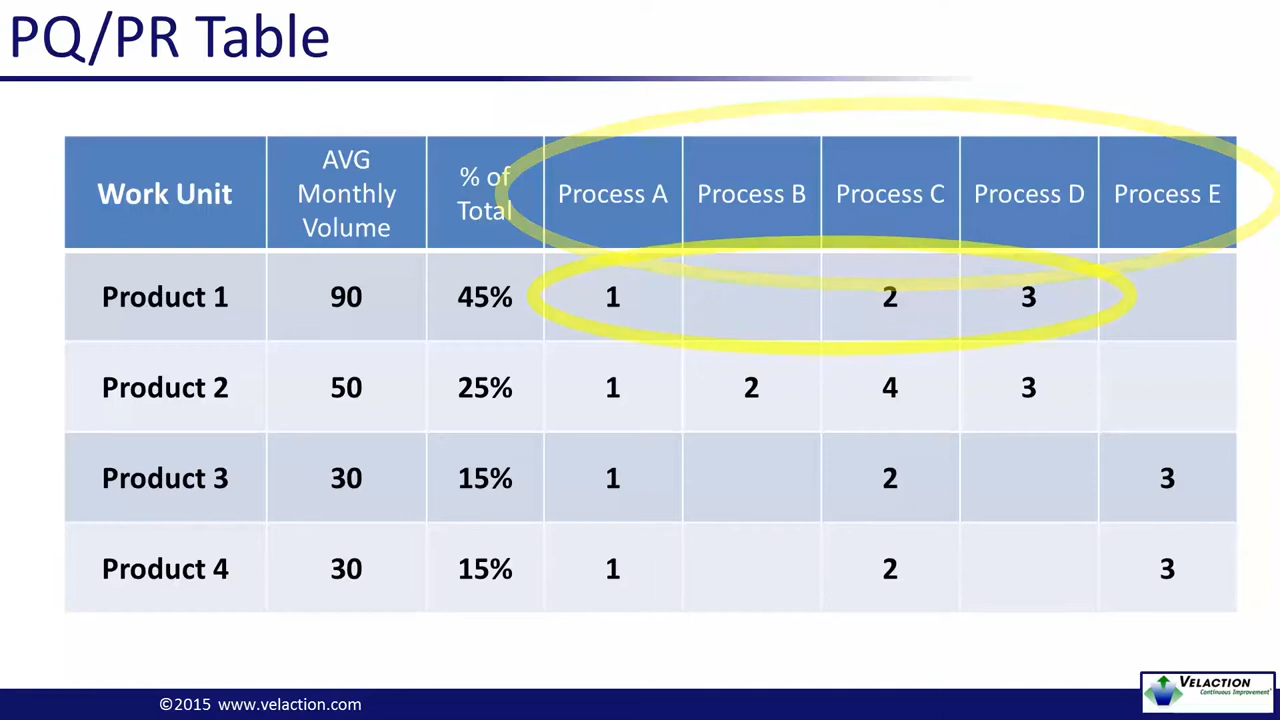 PQ/PR Table
Work Unit
AVG
Monthly
Volume
% of
Total
Process A
Process B
Process C
Process D
Process E
Product 1 90 45% 1 2 3
Product 2 50 25% 1 2 4 3
Product 3 30 15% 1 2 3
Product 4 30 15% 1 2 3
©2015 www.velaction.com
VELACTION
Continuous Improvement®